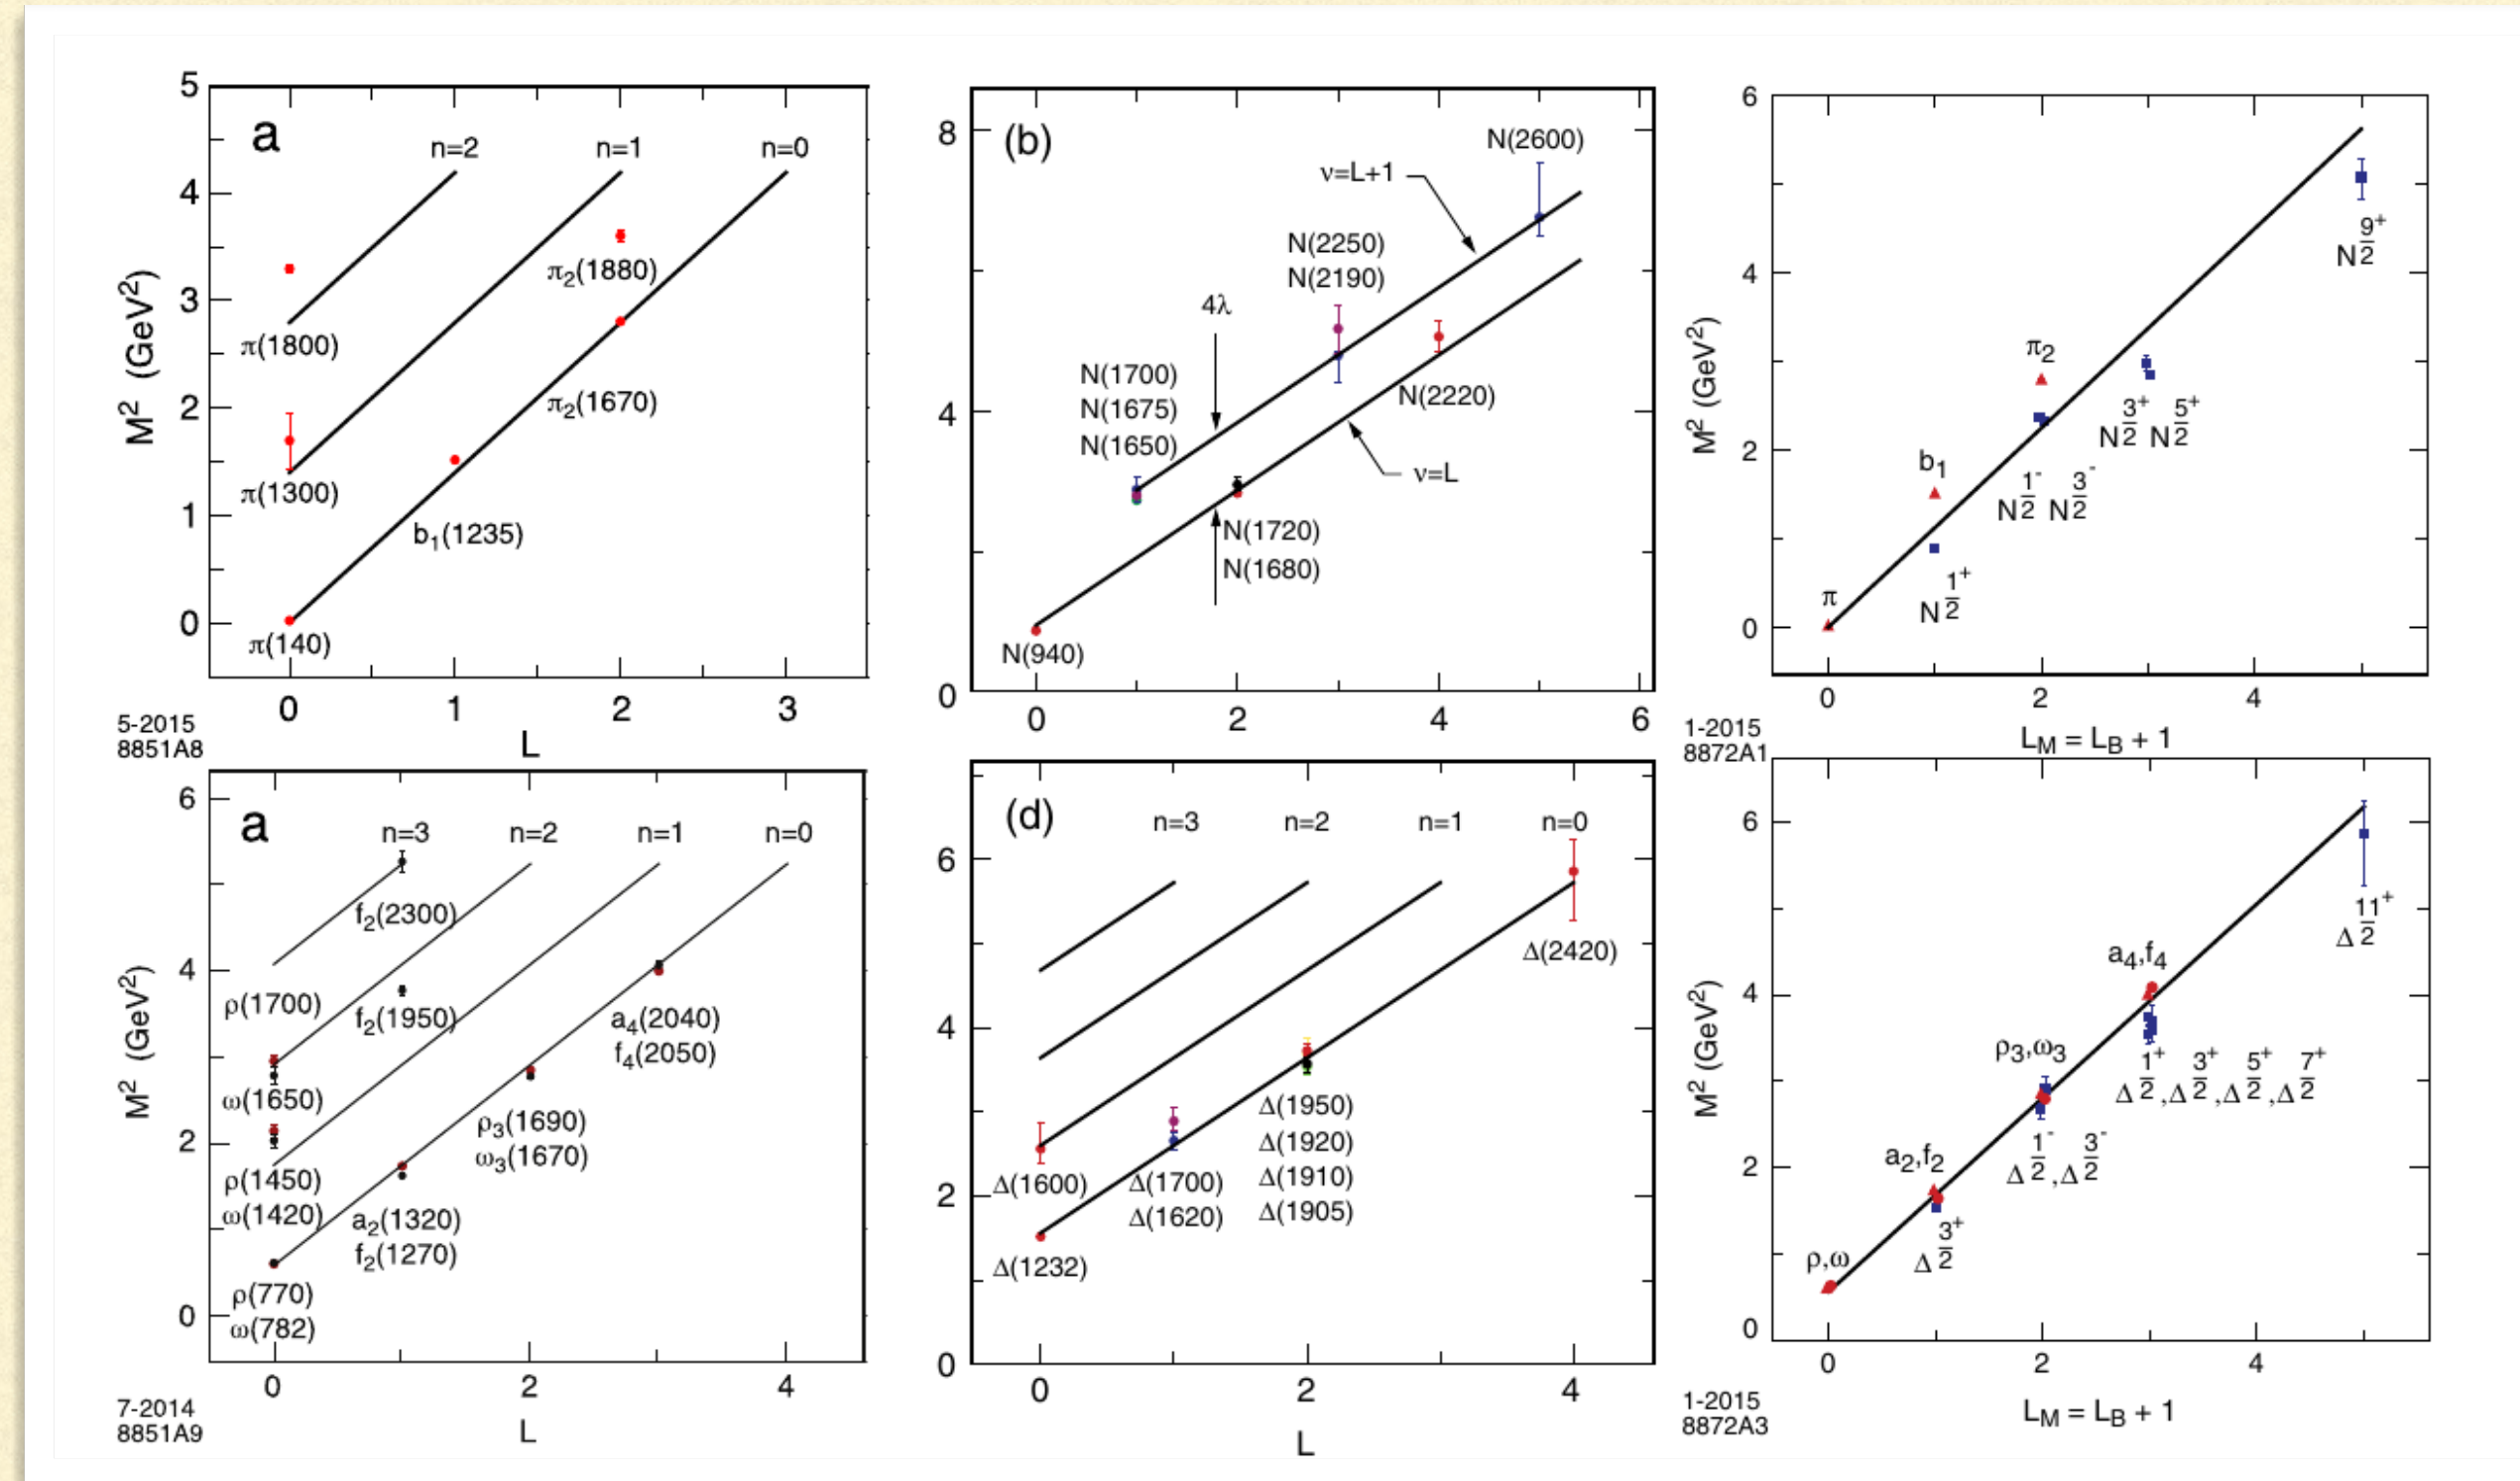 a
n=2 n=1 n=0
5
4
3
2
1
0
M² (GeV²)
π(1800)
π(1300)
π(140)
b₁(1235)
π₂(1880)
π₂(1670)
0 1 2 3
L
5-2015
8851A8
(b)
8
4
0
N(2600)
ν=L+1
N(2250)
N(2190)
4λ
N(1700)
N(1675)
N(1650)
N(2220)
ν=L
N(1720)
N(1680)
N(940)
0 2 4 6
6
4
2
0
M² (GeV²)
π
b₁
π₂
N 1/2⁺
N 1/2⁻ N 3/2⁻
N 3/2⁺ N 5/2⁺
N 9/2⁺
0 2 4
L_M = L_B + 1
1-2015
8872A1
a
n=3 n=2 n=1 n=0
6
4
2
0
M² (GeV²)
f₂(2300)
ρ(1700)
f₂(1950)
ω(1650)
a₄(2040)
f₄(2050)
ρ₃(1690)
ω₃(1670)
ρ(1450)
ω(1420)
a₂(1320)
f₂(1270)
ρ(770)
ω(782)
0 2 4
L
7-2014
8851A9
(d)
n=3 n=2 n=1 n=0
6
4
2
0
Δ(2420)
Δ(1600)
Δ(1700)
Δ(1620)
Δ(1950)
Δ(1920)
Δ(1910)
Δ(1905)
Δ(1232)
0 2 4
L
6
4
2
0
M² (GeV²)
a₄,f₄
ρ₃,ω₃
a₂,f₂
ρ,ω
Δ 11/2⁺
Δ 1/2⁺,Δ 3/2⁺,Δ 5/2⁺,Δ 7/2⁺
Δ 1/2⁻,Δ 3/2⁻
Δ 3/2⁺
0 2 4
L_M = L_B + 1
1-2015
8872A3